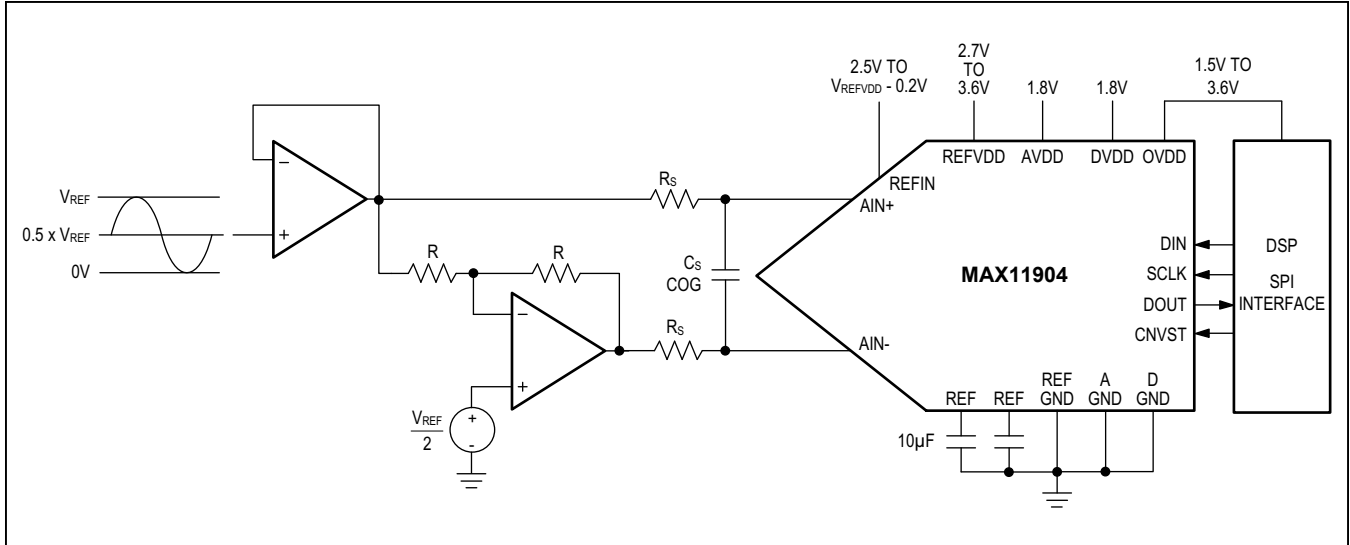 2.5V TO
VREFVDD - 0.2V
2.7V
TO
3.6V
1.8V
1.8V
1.5V TO
3.6V
REFVDD
AVDD
DVDD
OVDD
REFIN
AIN+
AIN-
MAX11904
DIN
SCLK
DOUT
CNVST
DSP
SPI
INTERFACE
REF
REF
REF
GND
A
GND
D
GND
10µF
VREF
0.5 x VREF
0V
-
+
R
R
-
+
RS
CS
COG
RS
VREF
2
+
-